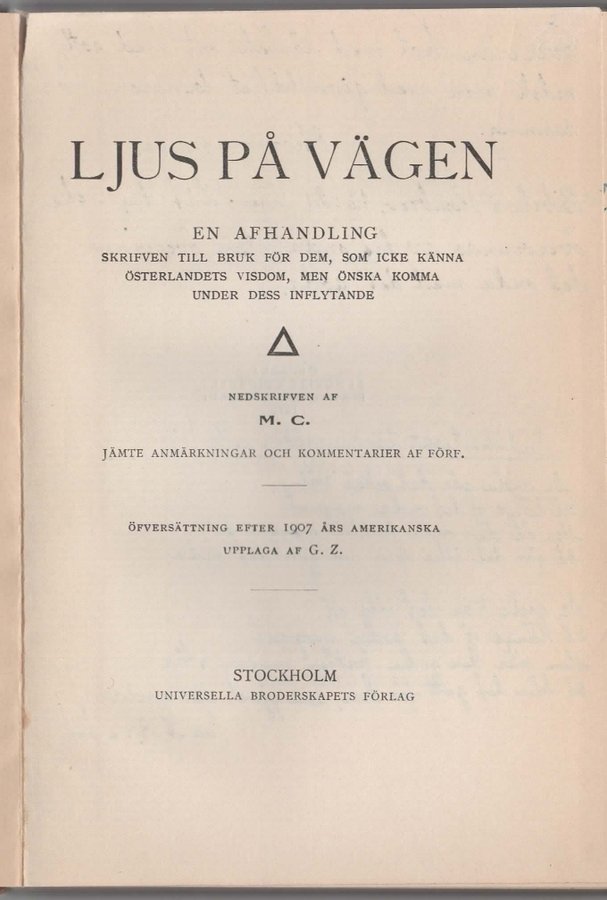 LJUS PÅ VÄGEN
EN AFHANDLING
SKRIFVEN TILL BRUK FÖR DEM, SOM ICKE KÄNNA
ÖSTERLANDETS VISDOM, MEN ÖNSKA KOMMA
UNDER DESS INFLYTANDE
NEDSKRIFVEN AF
M. C.
JÄMTE ANMÄRKNINGAR OCH KOMMENTARIER AF FÖRF.
ÖFVERSÄTTNING EFTER 1907 ÅRS AMERIKANSKA
UPPLAGA AF G. Z.
STOCKHOLM
UNIVERSELLA BRODERSKAPETS FÖRLAG